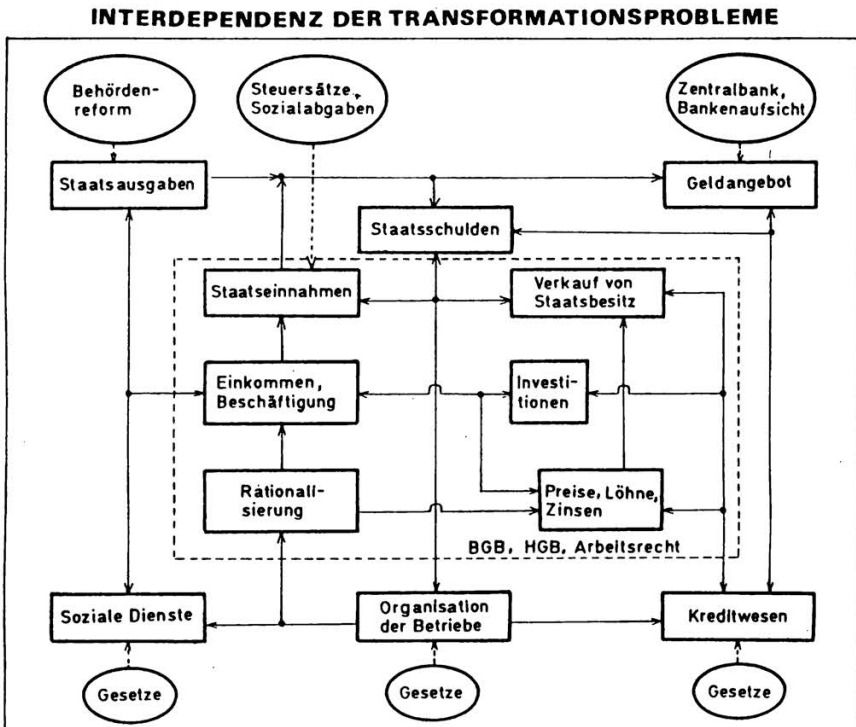 INTERDEPENDENZ DER TRANSFORMATIONSPROBLEME
Behörden-
reform
Steuersätze,
Sozialabgaben
Zentralbank,
Bankenaufsicht
Staatsausgaben
Geldangebot
Staatsschulden
Staatseinnahmen
Verkauf von
Staatsbesitz
Einkommen,
Beschäftigung
Investi-
tionen
Rationali-
sierung
Preise, Löhne,
Zinsen
BGB, HGB, Arbeitsrecht
Soziale Dienste
Organisation
der Betriebe
Kreditwesen
Gesetze
Gesetze
Gesetze